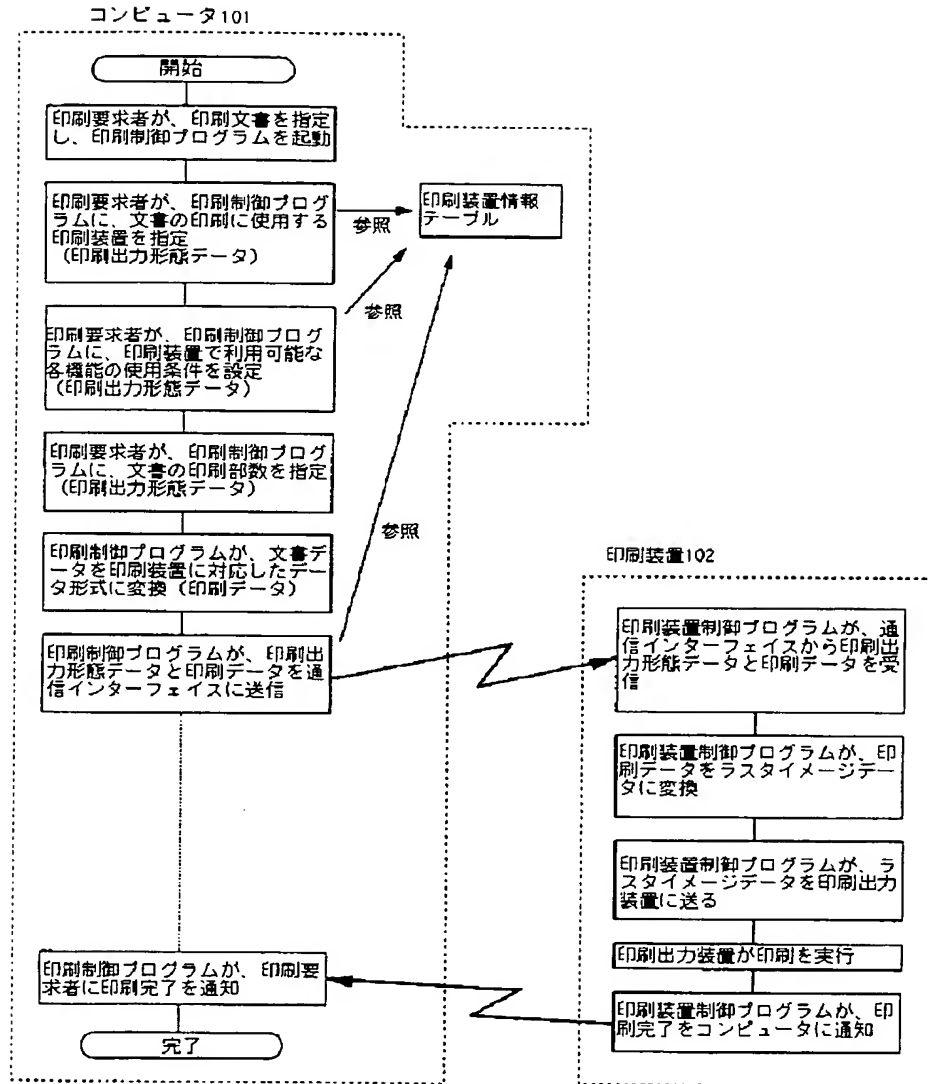 コンピュータ101
開始
印刷要求者が、印刷文書を指定
し、印刷制御プログラムを起動
印刷要求者が、印刷制御プログ
ラムに、文書の印刷に使用する
印刷装置を指定
（印刷出力形態データ）
参照
印刷装置情報
テーブル
参照
印刷要求者が、印刷制御プログ
ラムに、印刷装置で利用可能な
各機能の使用条件を設定
（印刷出力形態データ）
印刷要求者が、印刷制御プログ
ラムに、文書の印刷部数を指定
（印刷出力形態データ）
参照
印刷制御プログラムが、文書デー
タを印刷装置に対応したデー
タ形式に変換（印刷データ）
印刷制御プログラムが、印刷出
力形態データと印刷データを通
信インターフェイスに送信
印刷装置102
印刷装置制御プログラムが、通
信インターフェイスから印刷出
力形態データと印刷データを受
信
印刷装置制御プログラムが、印
刷データをラスタイメージデー
タに変換
印刷装置制御プログラムが、ラ
スタイメージデータを印刷出力
装置に送る
印刷出力装置が印刷を実行
印刷装置制御プログラムが、印
刷完了をコンピュータに通知
印刷制御プログラムが、印刷要
求者に印刷完了を通知
完了